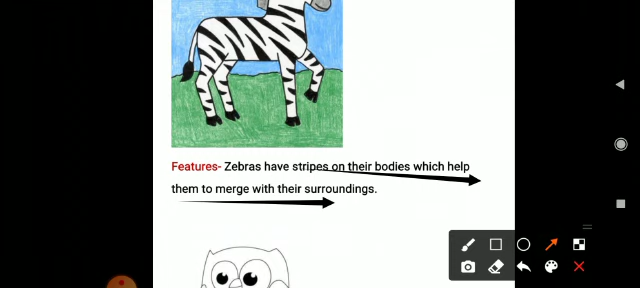 Features- Zebras have stripes on their bodies which help
them to merge with their surroundings.